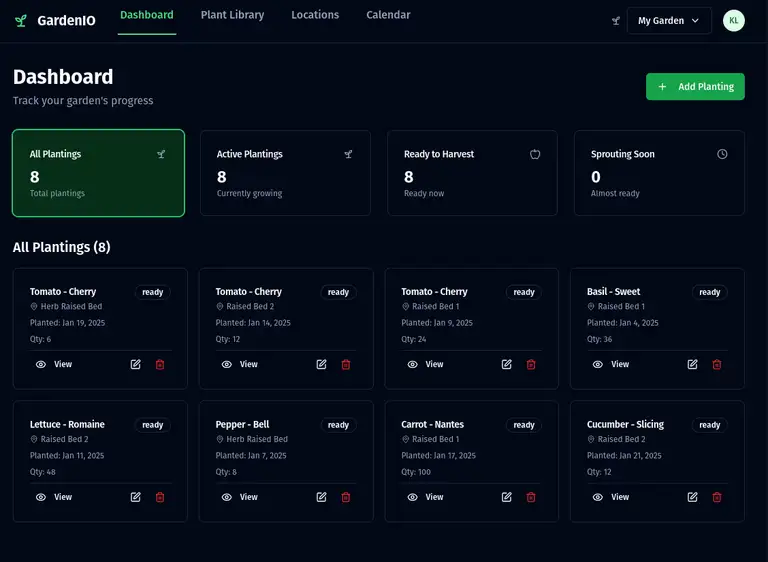 GardenIO
Dashboard
Plant Library
Locations
Calendar
My Garden
KL
Dashboard
Track your garden's progress
Add Planting
All Plantings
8
Total plantings
Active Plantings
8
Currently growing
Ready to Harvest
8
Ready now
Sprouting Soon
0
Almost ready
All Plantings (8)
Tomato - Cherry
ready
Herb Raised Bed
Planted: Jan 19, 2025
Qty: 6
View
Tomato - Cherry
ready
Raised Bed 2
Planted: Jan 14, 2025
Qty: 12
View
Tomato - Cherry
ready
Raised Bed 1
Planted: Jan 9, 2025
Qty: 24
View
Basil - Sweet
ready
Raised Bed 1
Planted: Jan 4, 2025
Qty: 36
View
Lettuce - Romaine
ready
Raised Bed 2
Planted: Jan 11, 2025
Qty: 48
View
Pepper - Bell
ready
Herb Raised Bed
Planted: Jan 7, 2025
Qty: 8
View
Carrot - Nantes
ready
Raised Bed 1
Planted: Jan 17, 2025
Qty: 100
View
Cucumber - Slicing
ready
Raised Bed 2
Planted: Jan 21, 2025
Qty: 12
View